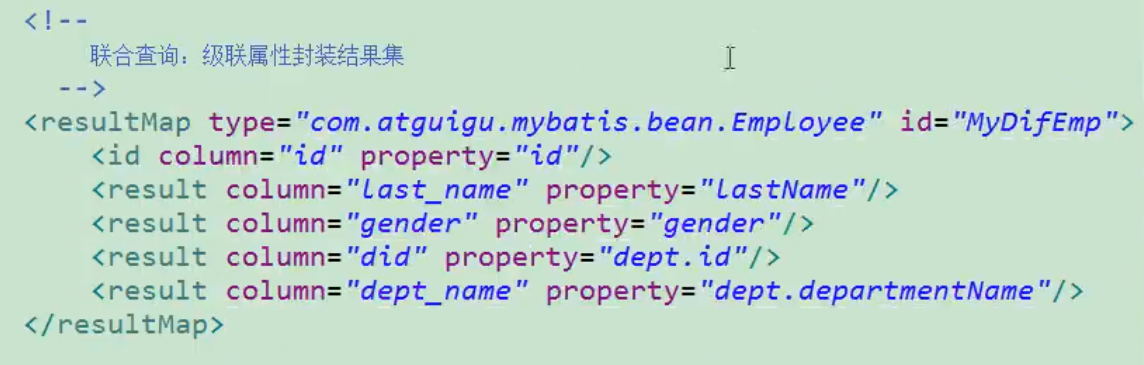 <!--
联合查询：级联属性封装结果集
-->
<resultMap type="com.atguigu.mybatis.bean.Employee" id="MyDifEmp">
<id column="id" property="id"/>
<result column="last_name" property="lastName"/>
<result column="gender" property="gender"/>
<result column="did" property="dept.id"/>
<result column="dept_name" property="dept.departmentName"/>
</resultMap>